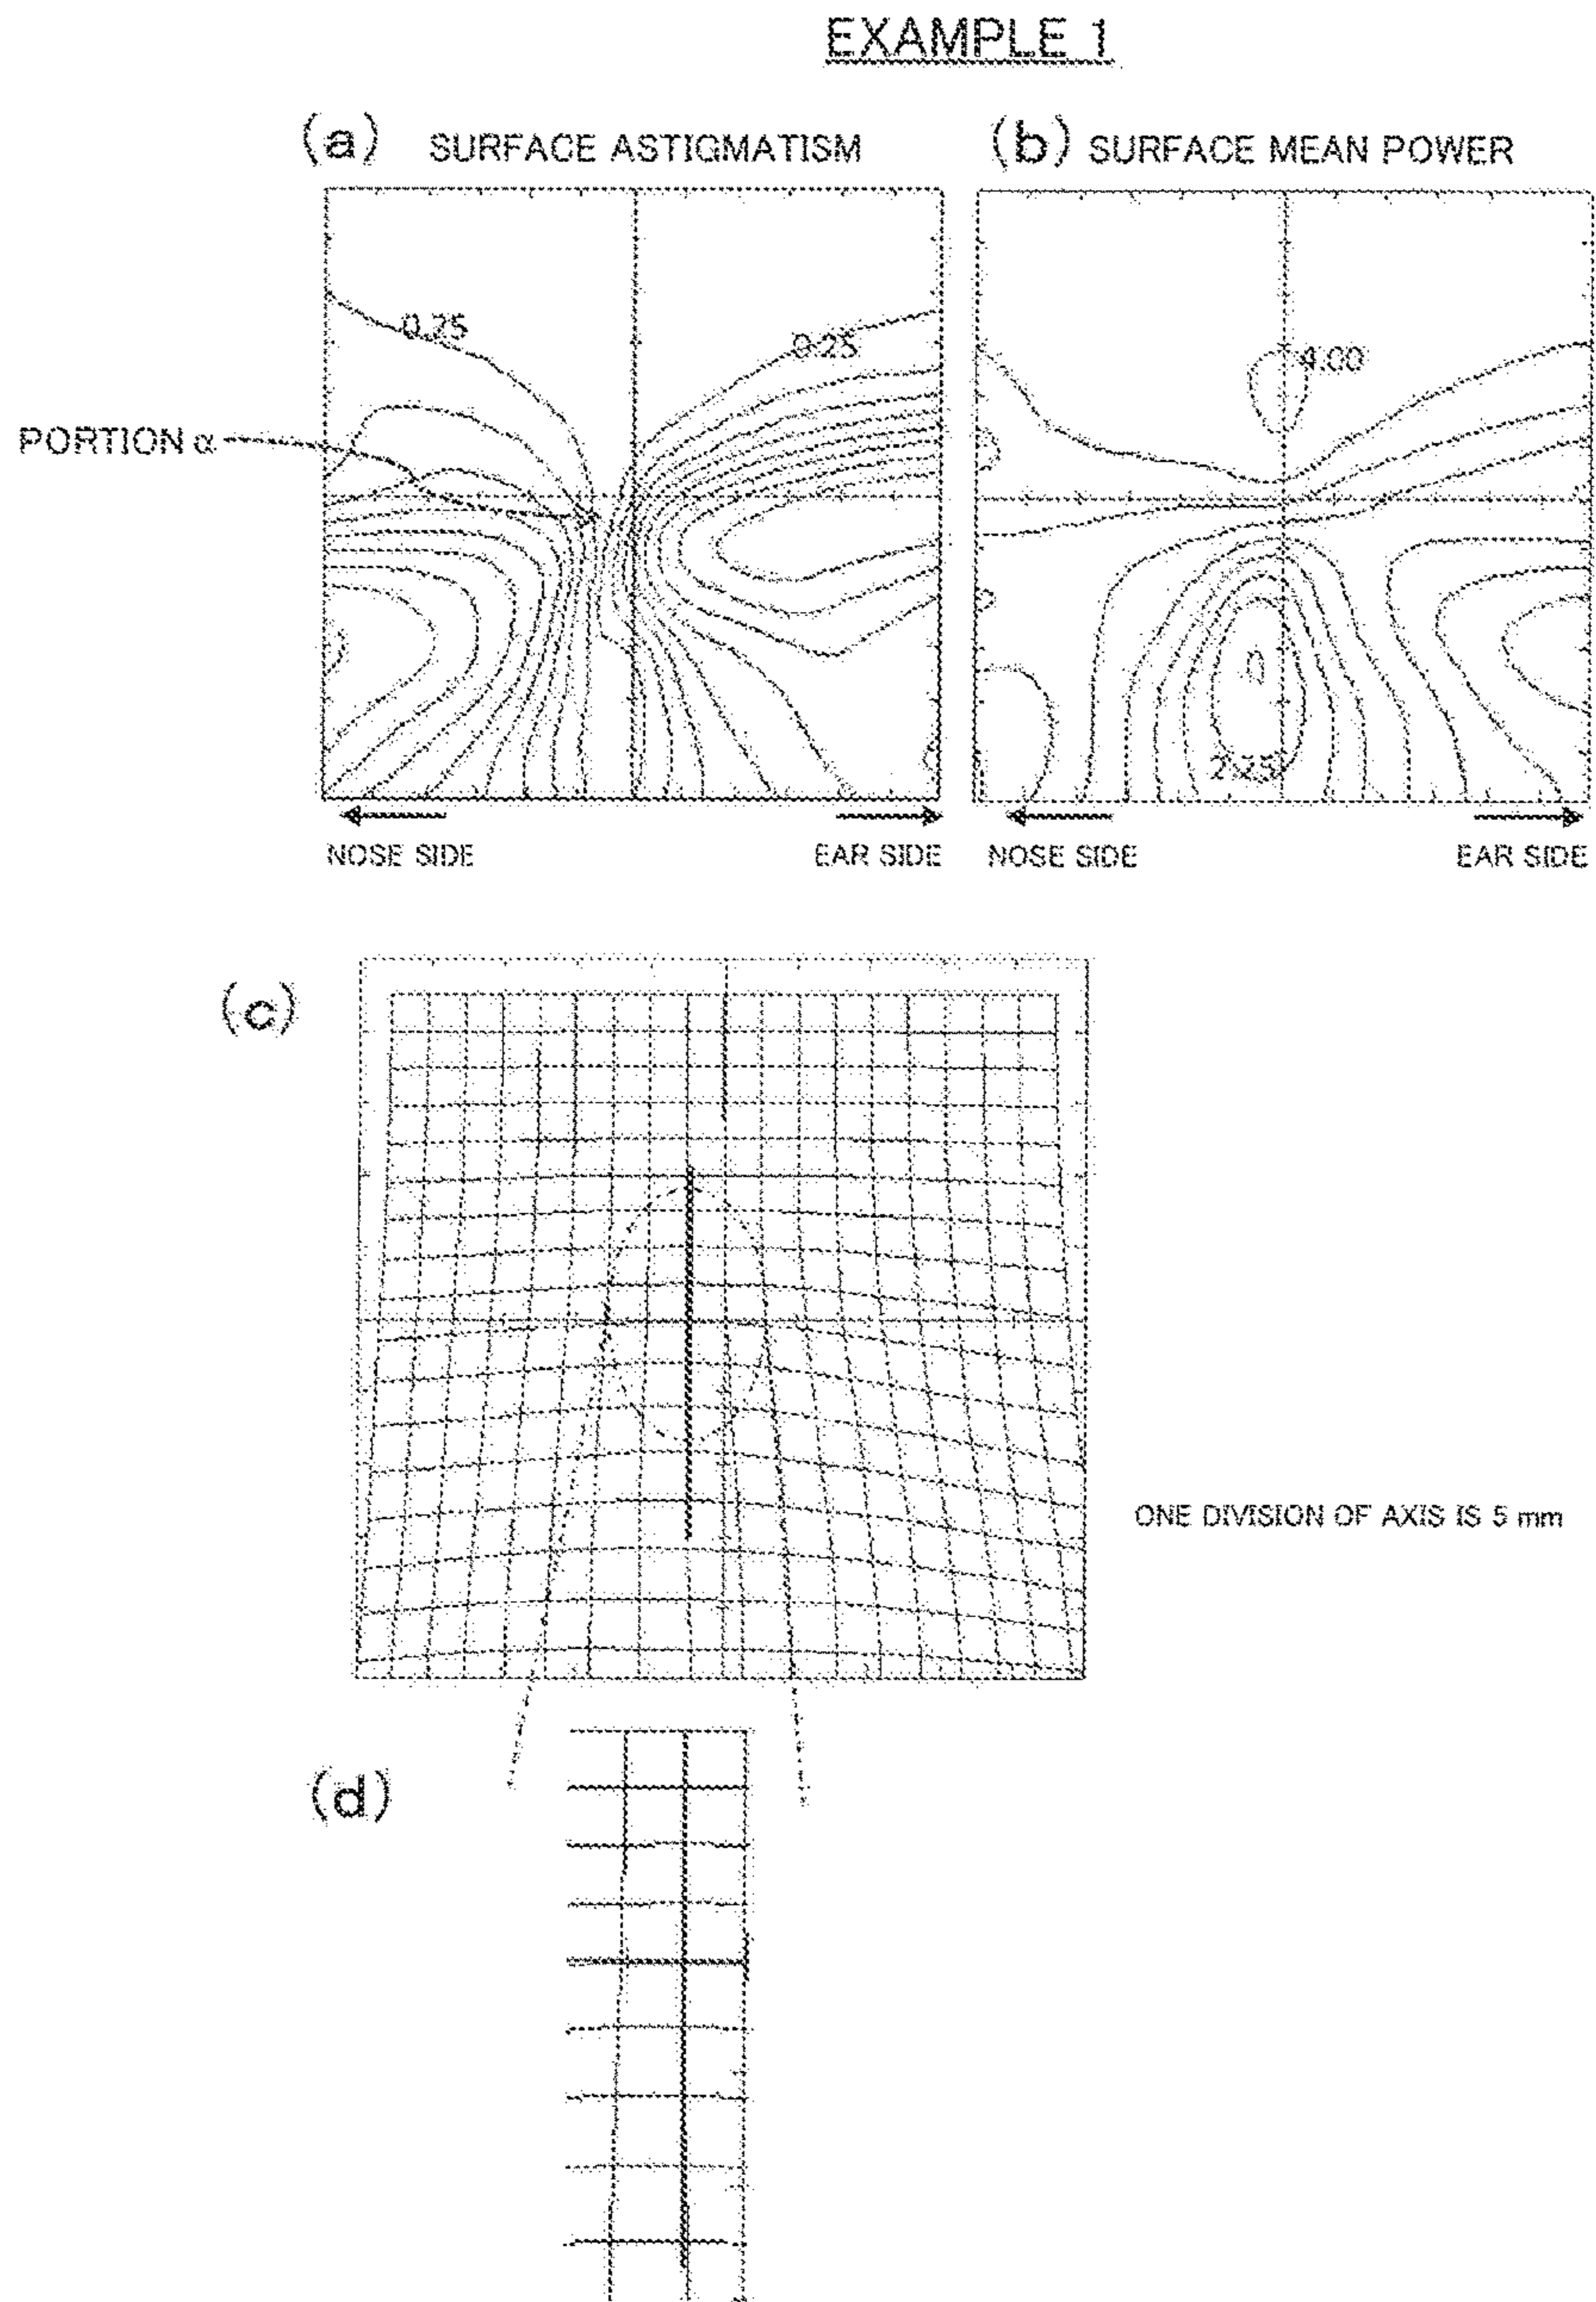 EXAMPLE 1
(a) SURFACE ASTIGMATISM
(b) SURFACE MEAN POWER
0.25
0.25
4.00
PORTION α
2.25
NOSE SIDE
EAR SIDE
NOSE SIDE
EAR SIDE
(c)
ONE DIVISION OF AXIS IS 5 mm
(d)